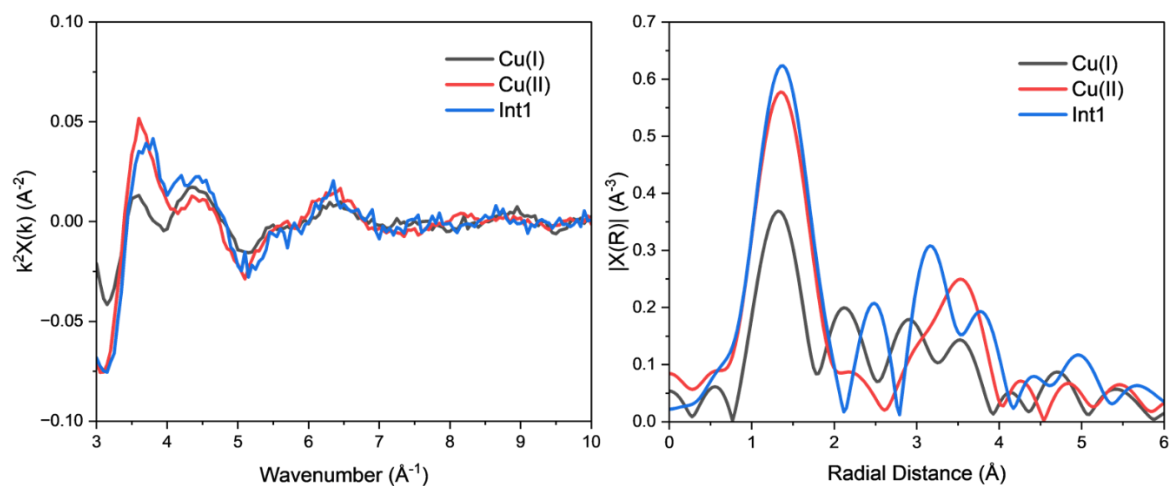 0.10
0.05
0.00
−0.05
−0.10
k²X(k) (A⁻²)
3 4 5 6 7 8 9 10
Wavenumber (Å⁻¹)
Cu(I)
Cu(II)
Int1
0.7
0.6
0.5
0.4
0.3
0.2
0.1
0.0
|X(R)| (A⁻³)
0 1 2 3 4 5 6
Radial Distance (Å)
Cu(I)
Cu(II)
Int1